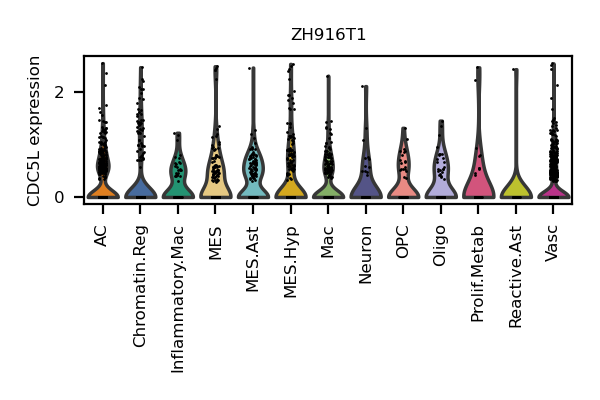 ZH916T1
CDC5L expression
2
0
AC
Chromatin.Reg
Inflammatory.Mac
MES
MES.Ast
MES.Hyp
Mac
Neuron
OPC
Oligo
Prolif.Metab
Reactive.Ast
Vasc